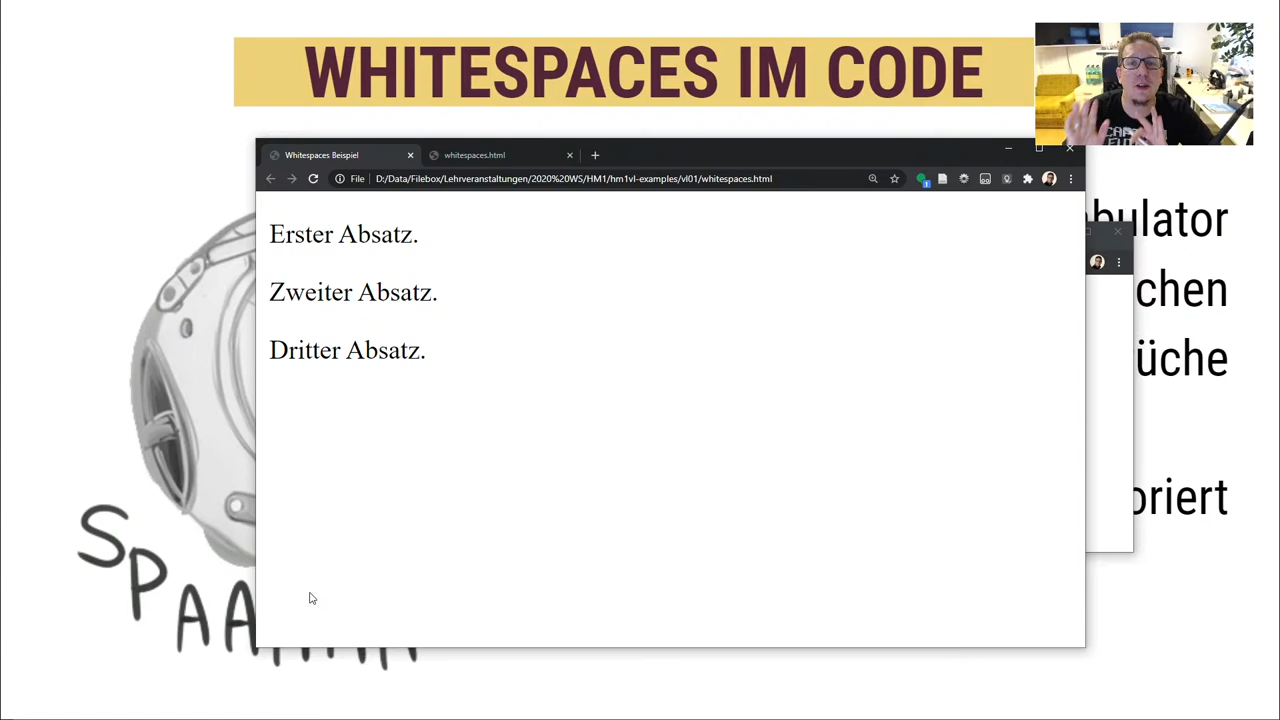 WHITESPACES IM CODE
Whitespaces Beispiel
whitespaces.html
File
D:/Data/Filebox/Lehrveranstaltungen/2020%20WS/HM1/hm1vl-examples/vl01/whitespaces.html
Erster Absatz.
Zweiter Absatz.
Dritter Absatz.
bulator
chen
üche
oriert
SPAA